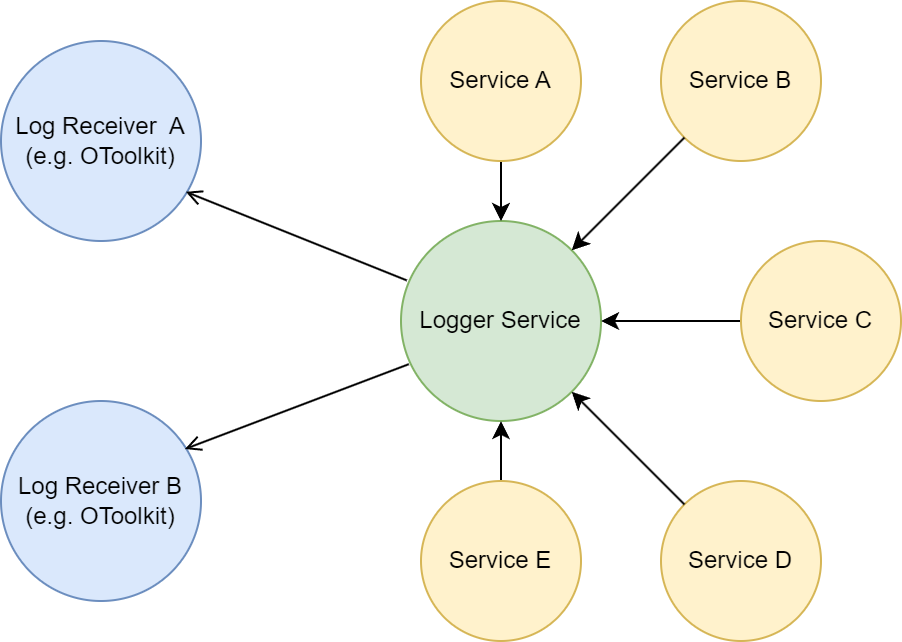 Service A
Service B
Log Receiver  A
(e.g. OToolkit)
Logger Service
Service C
Log Receiver B
(e.g. OToolkit)
Service E
Service D